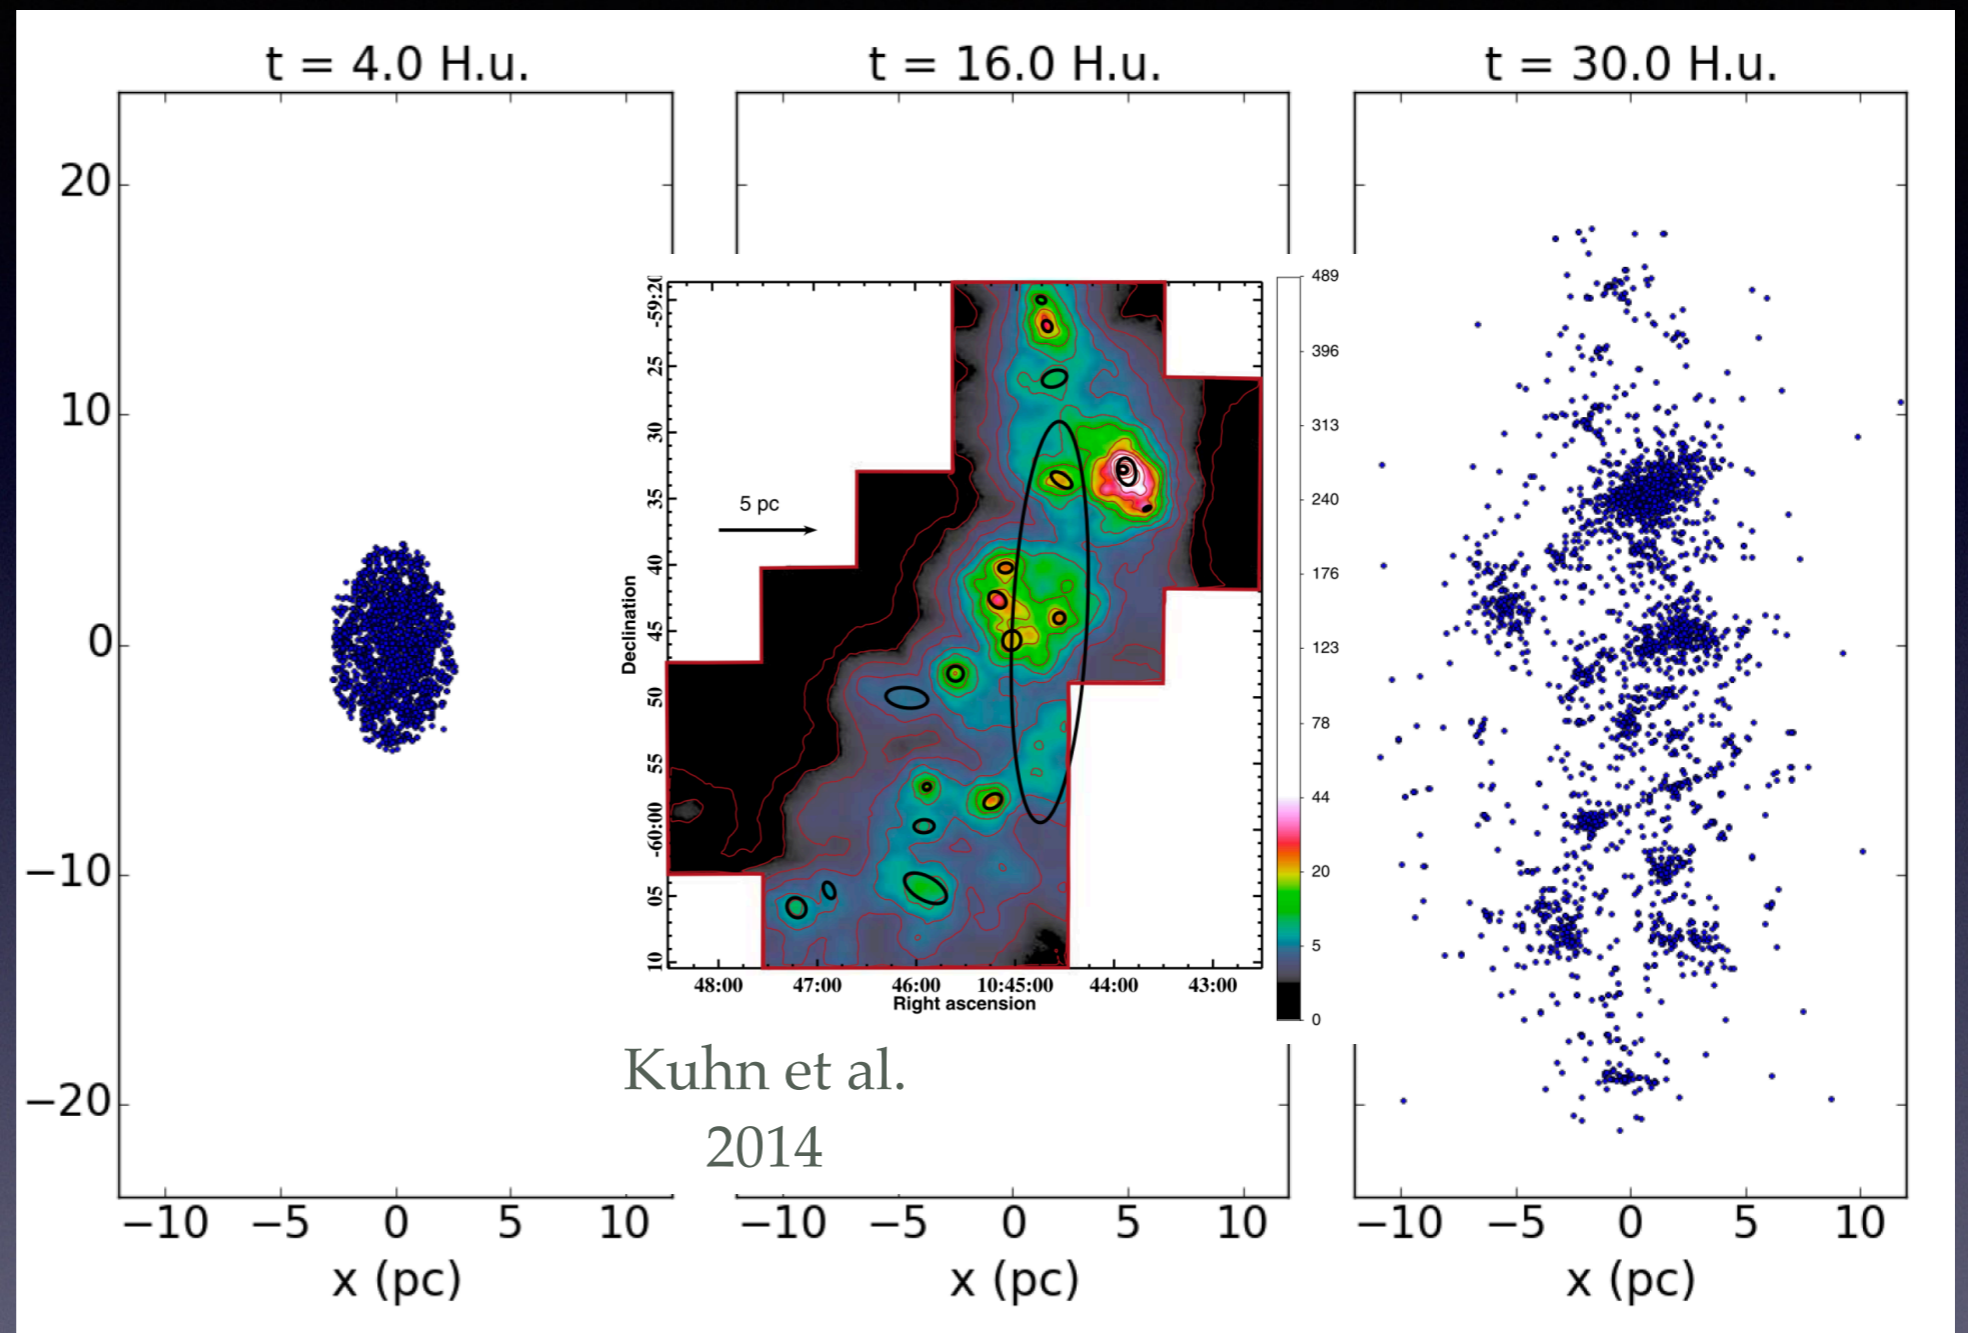 t = 4.0 H.u.
t = 16.0 H.u.
t = 30.0 H.u.
20
10
0
−10
−20
−59:20
25
30
35
40
45
50
55
−60:00
05
10
Declination
5 pc
489
396
313
240
176
123
78
44
20
5
0
48:00 47:00 46:00 10:45:00 44:00 43:00
Right ascension
Kuhn et al.
2014
−10 −5 0 5 10
−10 −5 0 5 10
−10 −5 0 5 10
x (pc)
x (pc)
x (pc)